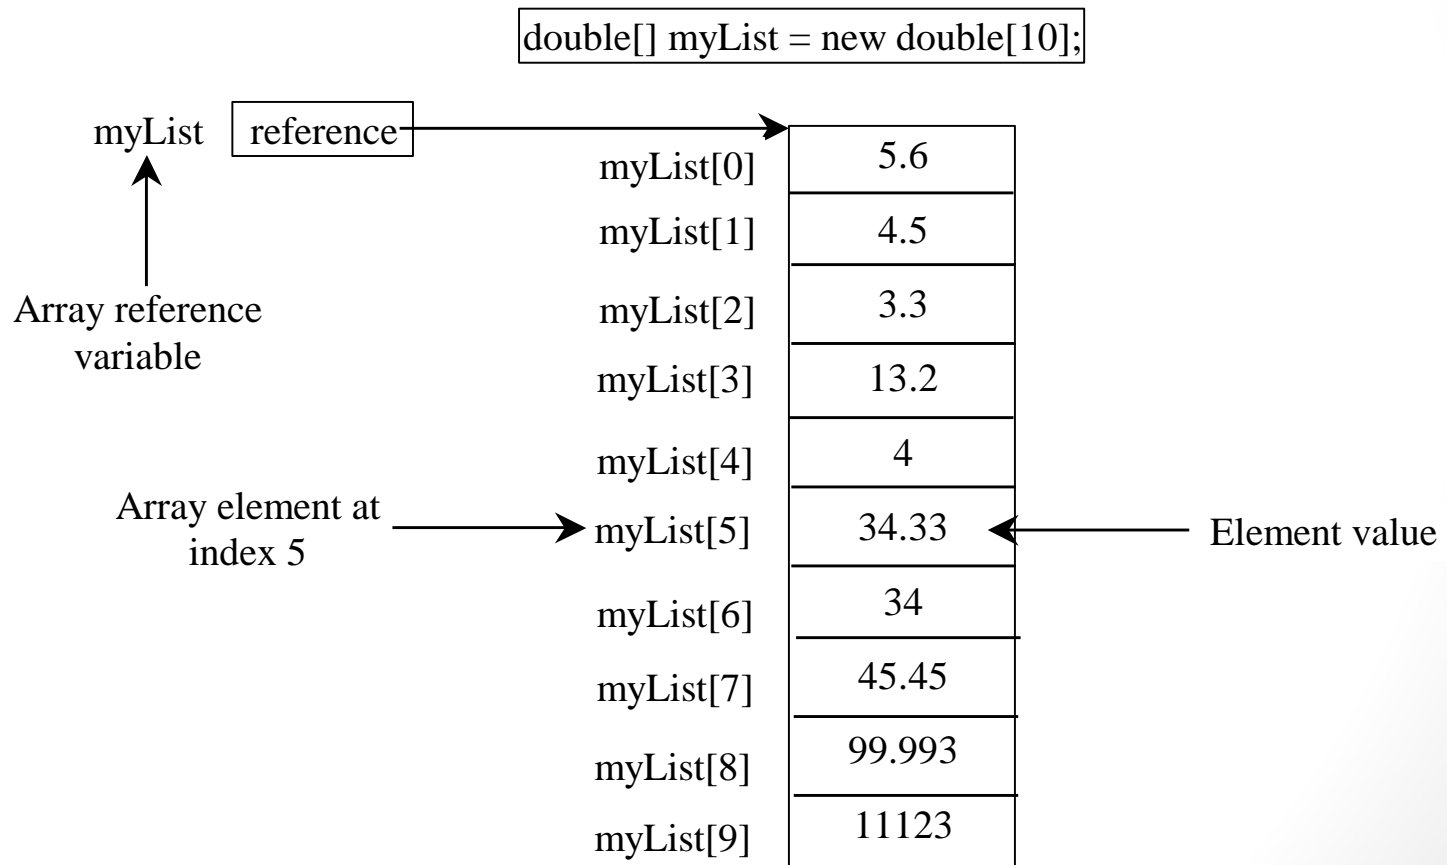 double[] myList = new double[10];
myList reference
myList[0] 5.6
myList[1] 4.5
Array reference
variable
myList[2] 3.3
myList[3] 13.2
myList[4] 4
Array element at
index 5
myList[5] 34.33 Element value
myList[6] 34
myList[7] 45.45
myList[8] 99.993
myList[9] 11123